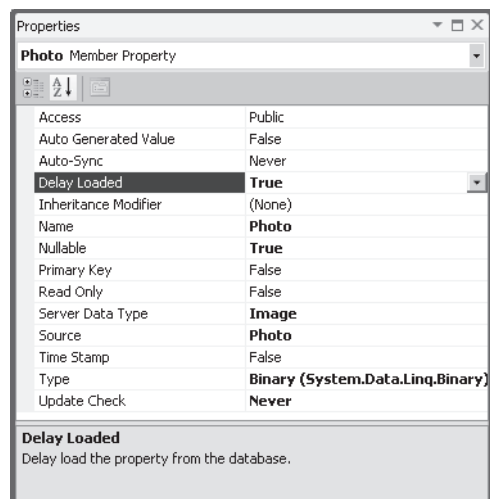 Properties
Photo Member Property
Access Public
Auto Generated Value False
Auto-Sync Never
Delay Loaded True
Inheritance Modifier (None)
Name Photo
Nullable True
Primary Key False
Read Only False
Server Data Type Image
Source Photo
Time Stamp False
Type Binary (System.Data.Linq.Binary)
Update Check Never
Delay Loaded
Delay load the property from the database.